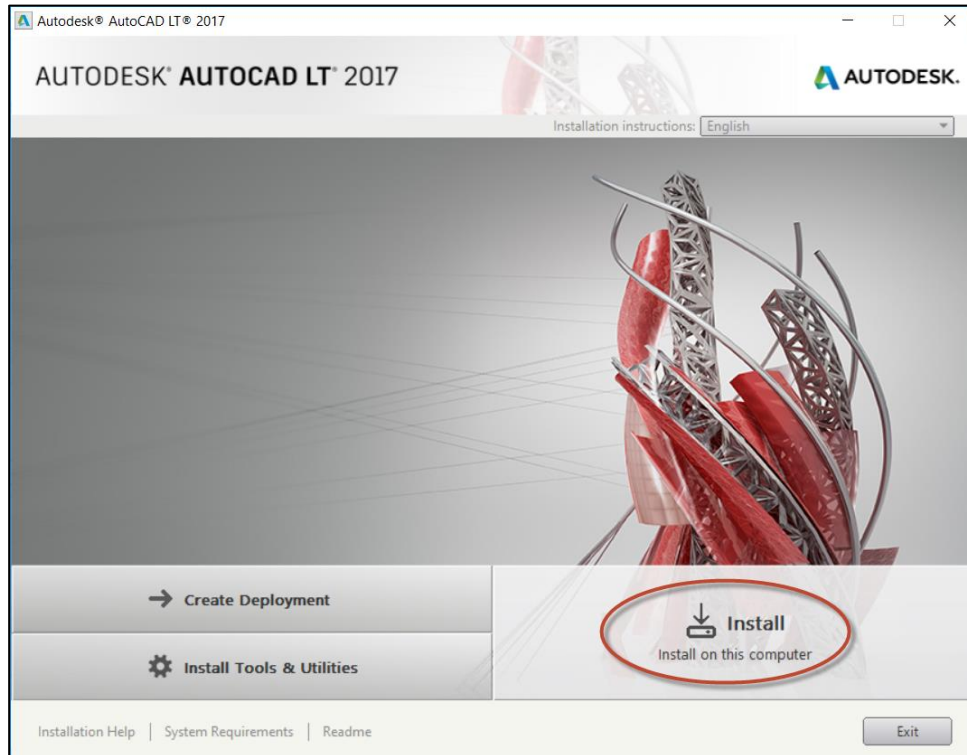 Autodesk® AutoCAD LT® 2017
AUTODESK® AUTOCAD LT® 2017
AUTODESK.
Installation instructions: English
Create Deployment
Install Tools & Utilities
Install
Install on this computer
Installation Help | System Requirements | Readme
Exit